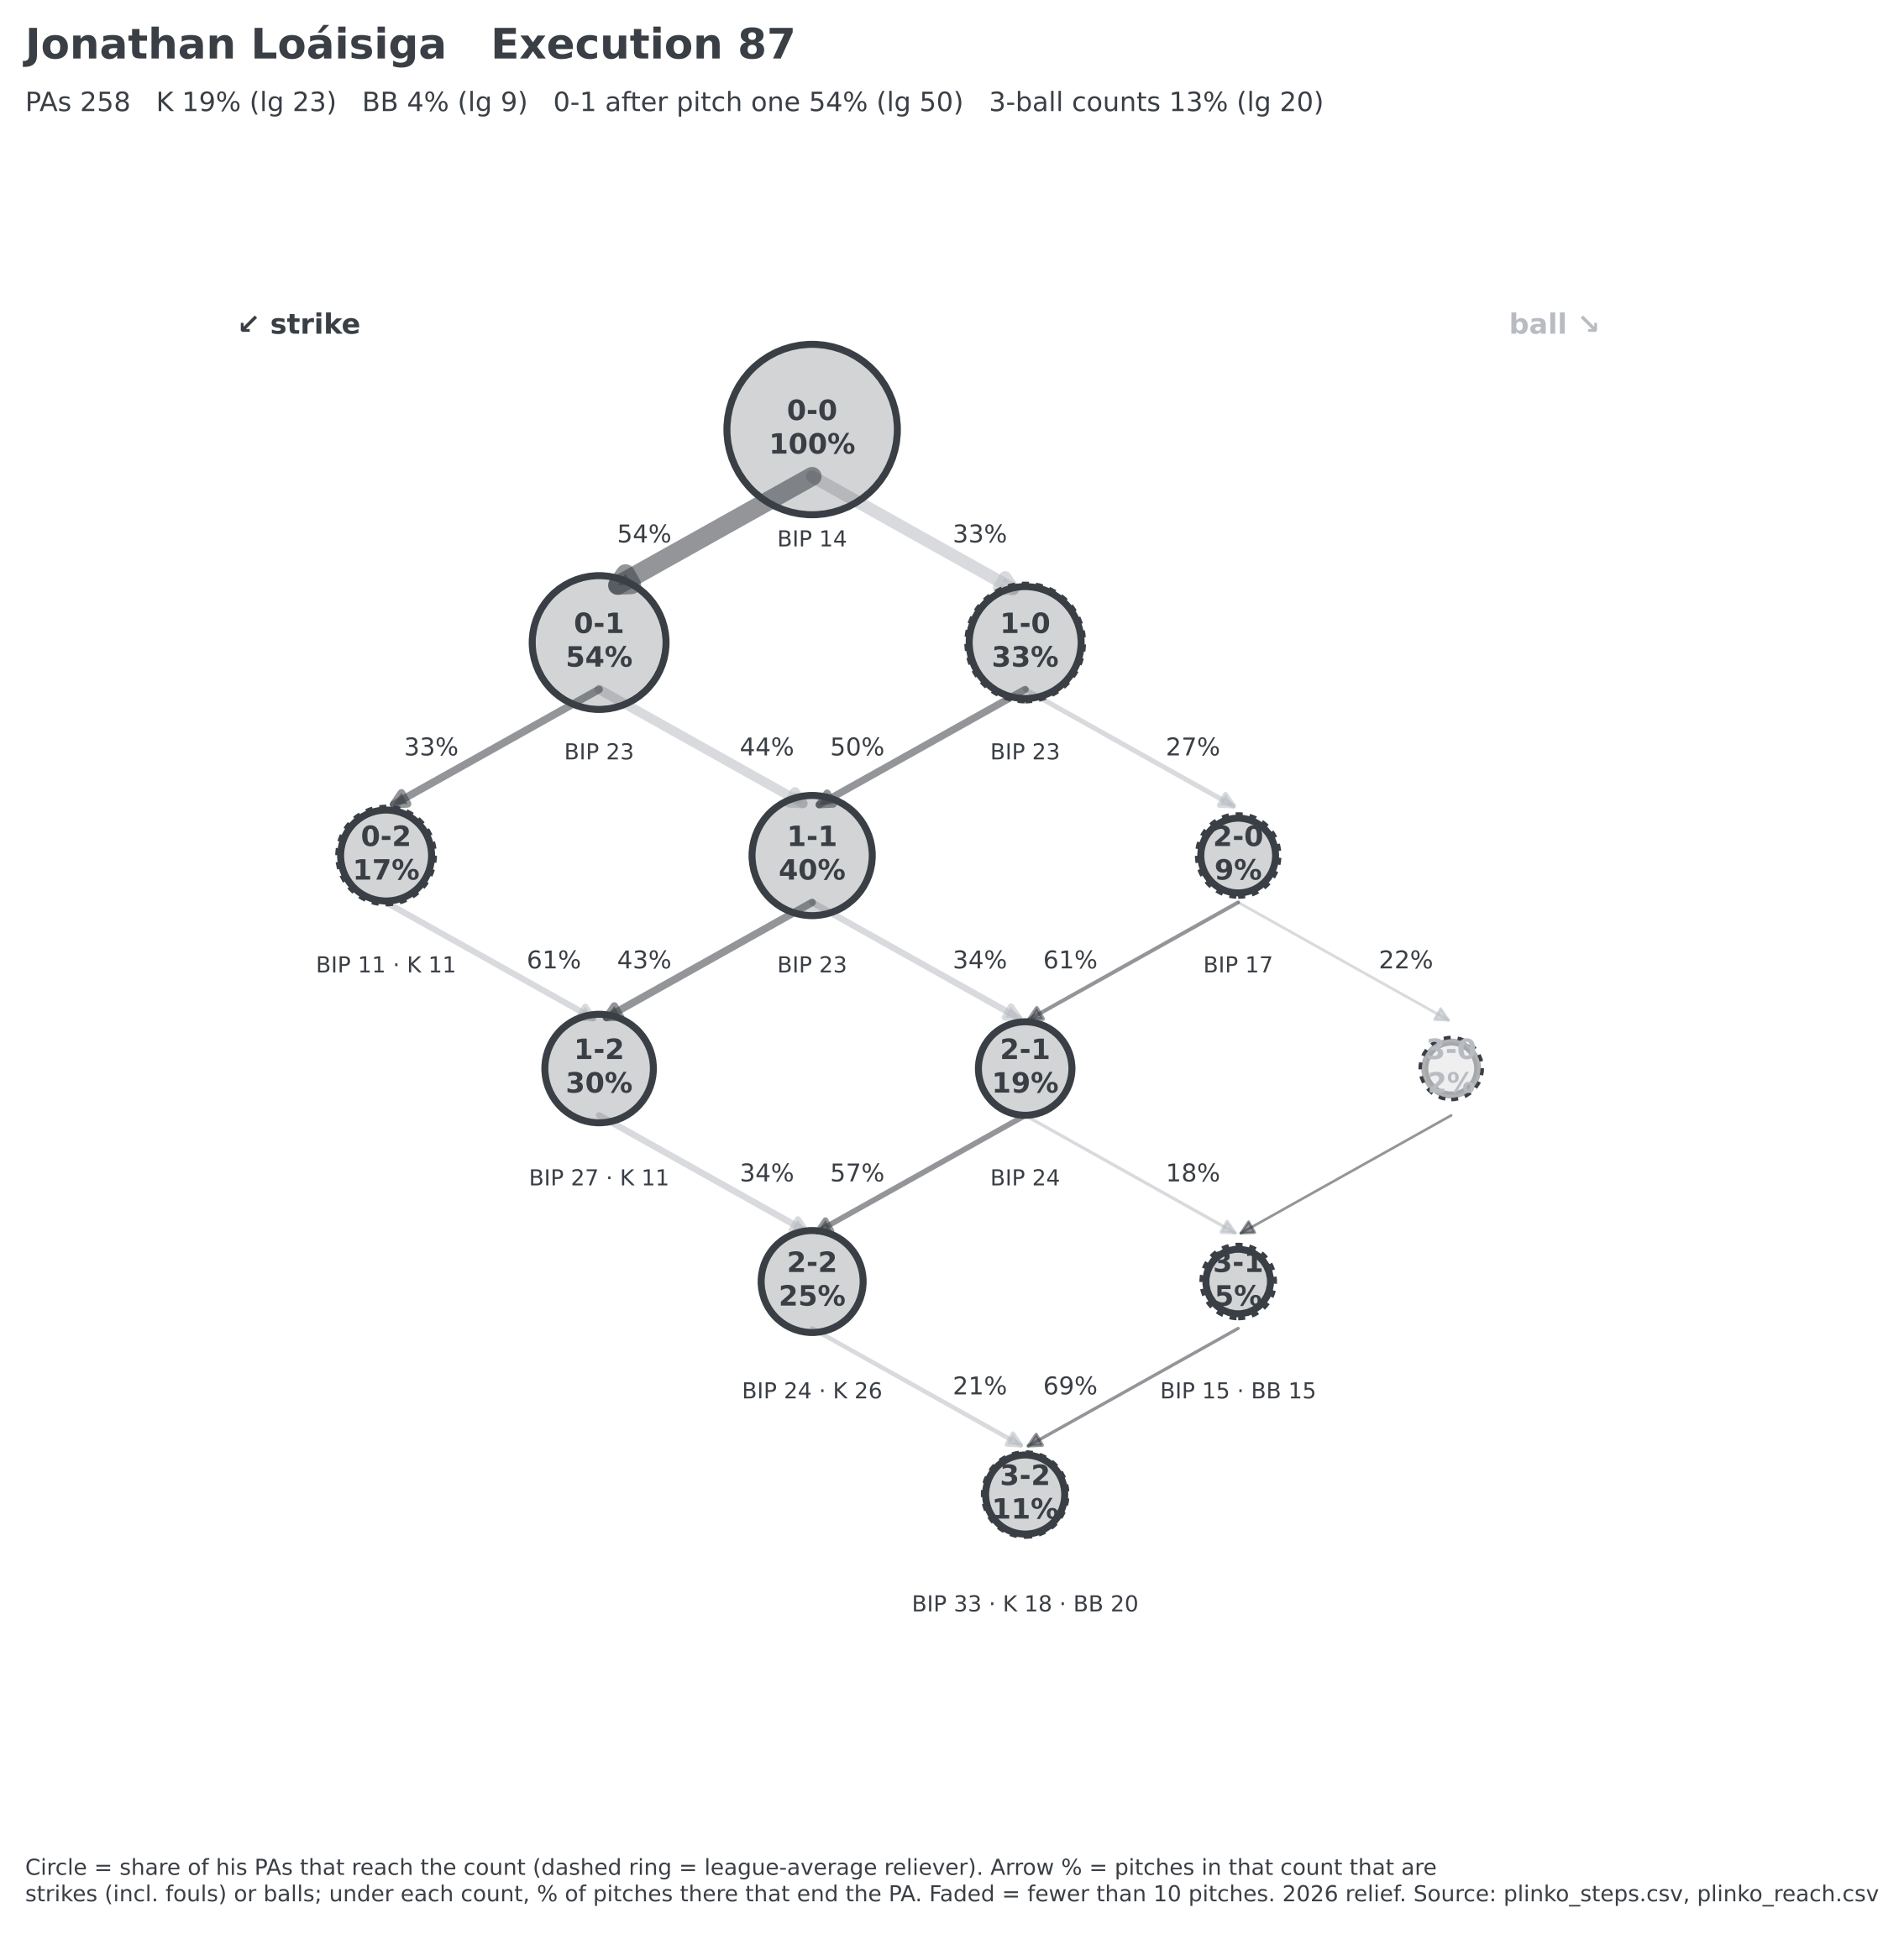 Jonathan Loáisiga Execution 87
PAs 258 K 19% (lg 23) BB 4% (lg 9) 0-1 after pitch one 54% (lg 50) 3-ball counts 13% (lg 20)
↙ strike
ball ↘
0-0
100%
54%
BIP 14
33%
0-1
54%
1-0
33%
33%
BIP 23
44%
50%
BIP 23
27%
0-2
17%
1-1
40%
2-0
9%
BIP 11 · K 11
61%
43%
BIP 23
34%
61%
BIP 17
22%
1-2
30%
2-1
19%
3-0
2%
BIP 27 · K 11
34%
57%
BIP 24
18%
2-2
25%
3-1
5%
BIP 24 · K 26
21%
69%
BIP 15 · BB 15
3-2
11%
BIP 33 · K 18 · BB 20
Circle = share of his PAs that reach the count (dashed ring = league-average reliever). Arrow % = pitches in that count that are
strikes (incl. fouls) or balls; under each count, % of pitches there that end the PA. Faded = fewer than 10 pitches. 2026 relief. Source: plinko_steps.csv, plinko_reach.csv